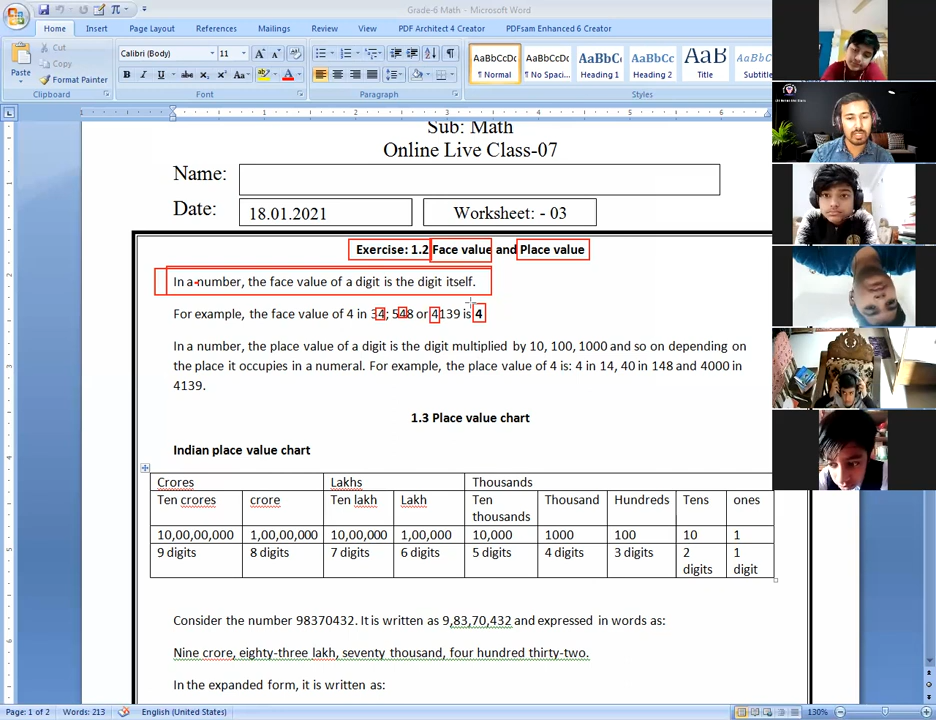 Grade-6 Math - Microsoft Word
Home Insert Page Layout References Mailings Review View PDF Architect 4 Creator PDFsam Enhanced 6 Creator
Paste
Cut
Copy
Format Painter
Calibri (Body) 11
AaBbCcDc AaBbCcDc AaBbC AaBbCc AaB AaBbCc
¶ Normal ¶ No Spaci... Heading 1 Heading 2 Title Subtitle
Clipboard Font Paragraph Styles
Sub: Math
Online Live Class-07
Name:
Date: 18.01.2021 Worksheet: - 03
Exercise: 1.2 Face value and Place value
In a number, the face value of a digit is the digit itself.
For example, the face value of 4 in 34; 548 or 4139 is 4
In a number, the place value of a digit is the digit multiplied by 10, 100, 1000 and so on depending on
the place it occupies in a numeral. For example, the place value of 4 is: 4 in 14, 40 in 148 and 4000 in
4139.
1.3 Place value chart
Indian place value chart
Crores Lakhs Thousands
Ten crores crore Ten lakh Lakh Ten thousands Thousand Hundreds Tens ones
10,00,00,000 1,00,00,000 10,00,000 1,00,000 10,000 1000 100 10 1
9 digits 8 digits 7 digits 6 digits 5 digits 4 digits 3 digits 2 digits 1 digit
Consider the number 98370432. It is written as 9,83,70,432 and expressed in words as:
Nine crore, eighty-three lakh, seventy thousand, four hundred thirty-two.
In the expanded form, it is written as:
Page: 1 of 2 Words: 213 English (United States) 130%